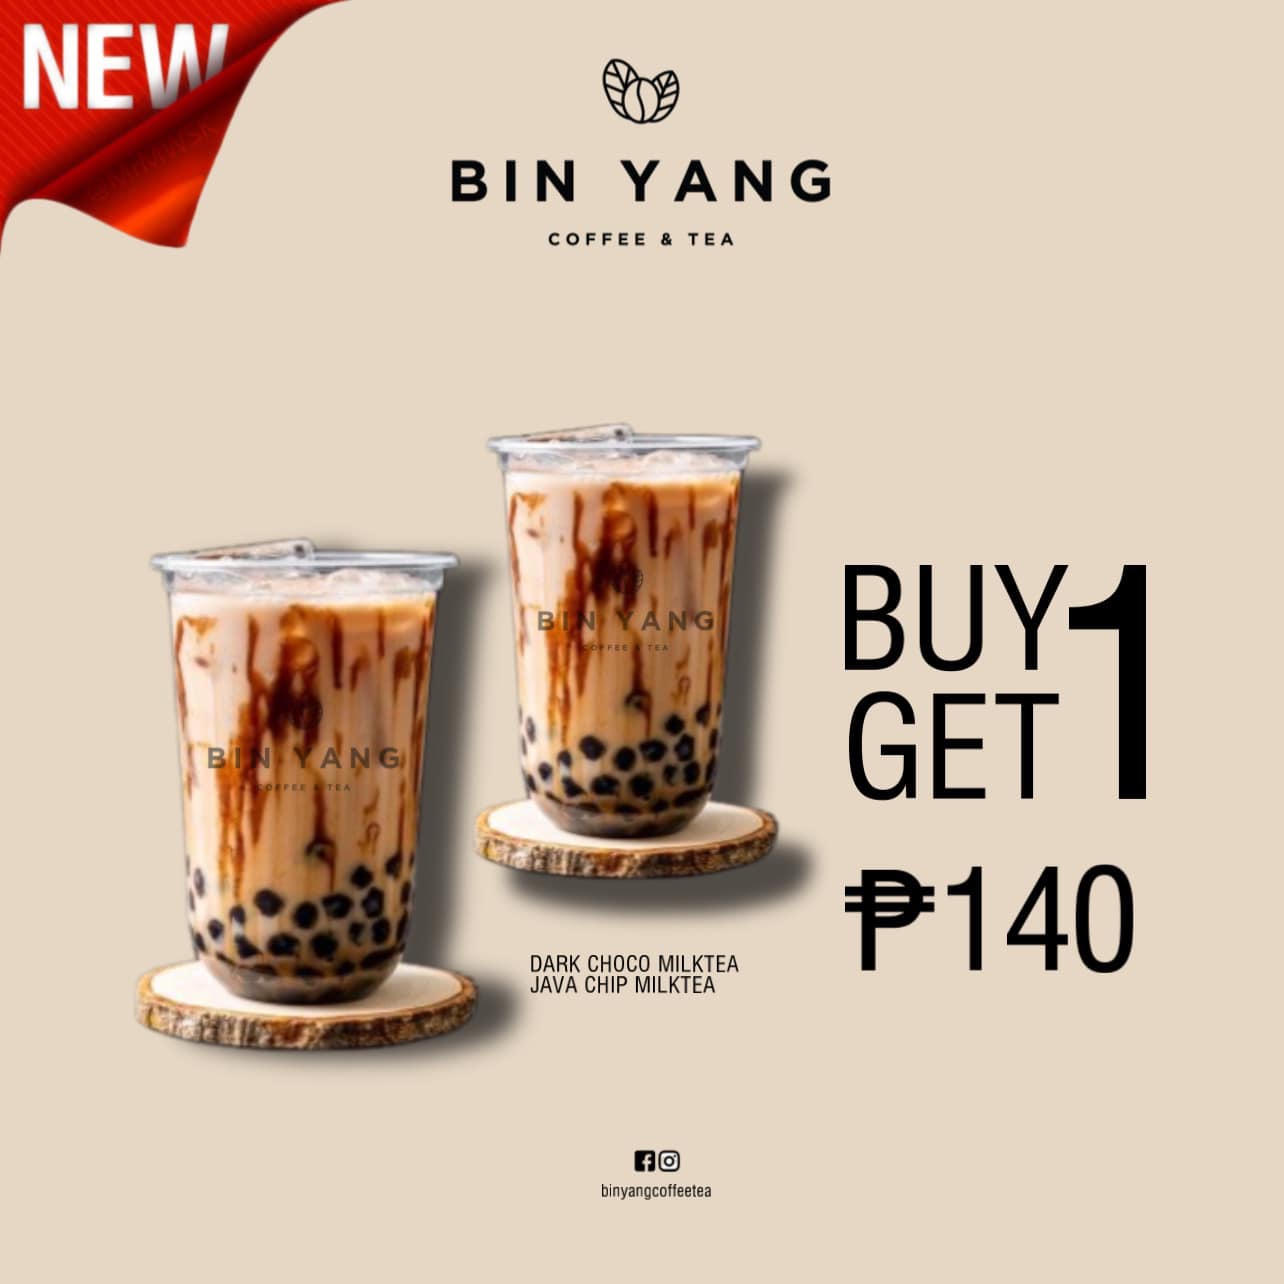 NEW
BIN YANG
COFFEE & TEA
BIN YANG
COFFEE & TEA
BIN YANG
COFFEE & TEA
BUY 1
GET 1
₱140
DARK CHOCO MILKTEA
JAVA CHIP MILKTEA
binyangcoffeetea